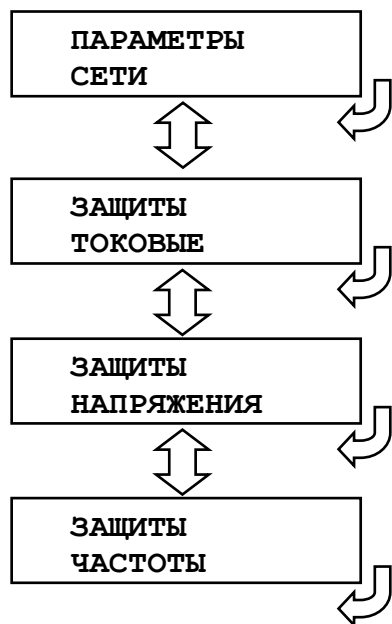 ПАРАМЕТРЫ
СЕТИ
ЗАЩИТЫ
ТОКОВЫЕ
ЗАЩИТЫ
НАПРЯЖЕНИЯ
ЗАЩИТЫ
ЧАСТОТЫ